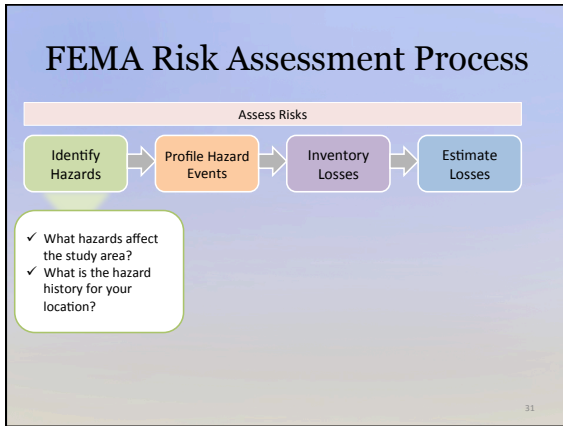 FEMA Risk Assessment Process
Assess Risks
Identify
Hazards
Profile Hazard
Events
Inventory
Losses
Estimate
Losses
✓ What hazards affect
the study area?
✓ What is the hazard
history for your
location?
31